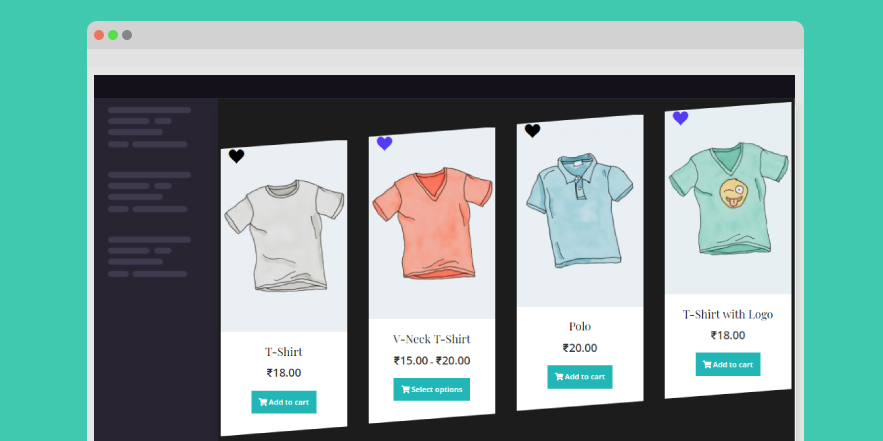 T-Shirt
₹18.00
Add to cart
V-Neck T-Shirt
₹15.00 - ₹20.00
Select options
Polo
₹20.00
Add to cart
T-Shirt with Logo
₹18.00
Add to cart